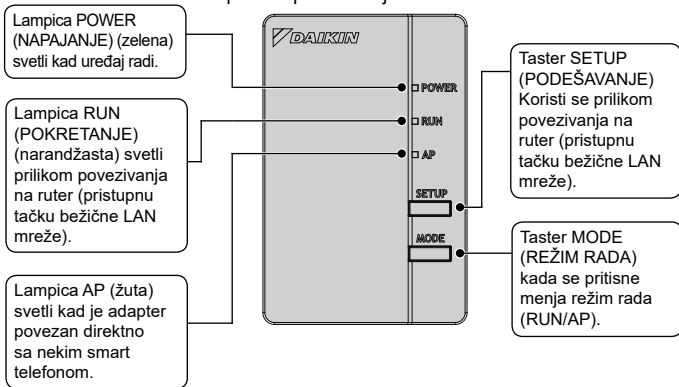 Lampica POWER
(NAPAJANJE) (zelena)
svetli kad uređaj radi.
Lampica RUN
(POKRETANJE)
(narandžasta) svetli
prilikom povezivanja
na ruter (pristupnu
tačku bežične LAN
mreže).
Lampica AP (žuta)
svetli kad je adapter
povezan direktno
sa nekim smart
telefonom.
DAIKIN
POWER
RUN
AP
SETUP
MODE
Taster SETUP
(PODEŠAVANJE)
Koristi se prilikom
povezivanja na
ruter (pristupnu
tačku bežične LAN
mreže).
Taster MODE
(REŽIM RADA)
kada se pritisne
menja režim rada
(RUN/AP).